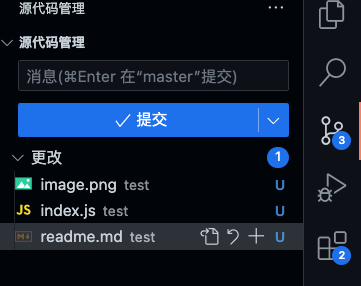 源代码管理
源代码管理
消息(⌘Enter 在“master”提交)
提交
更改 1
image.png test U
JS index.js test U
readme.md test U
3
2